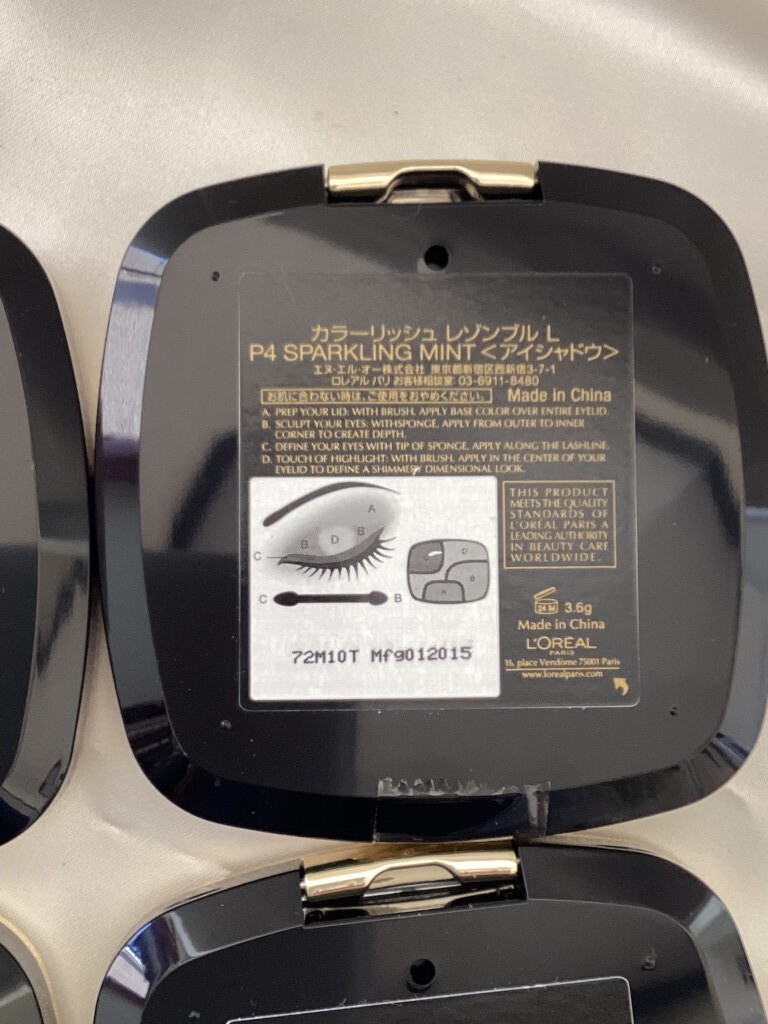 カラーリッシュ レゾンブル L
P4 SPARKLING MINT <アイシャドウ>
エヌ・エル・オー株式会社 東京都新宿区西新宿3-7-1
ロレアル パリ お客様相談室: 03-6911-8480
お肌に合わない時は、ご使用をおやめください。 Made in China
A. PREP YOUR LID: WITH BRUSH, APPLY BASE COLOR OVER ENTIRE EYELID.
B. SCULPT YOUR EYES: WITHSPONGE, APPLY FROM OUTER TO INNER
CORNER TO CREATE DEPTH.
C. DEFINE YOUR EYES WITH TIP OF SPONGE, APPLY ALONG THE LASHLINE.
D. TOUCH OF HIGHLIGHT: WITH BRUSH, APPLY IN THE CENTER OF YOUR
EYELID TO DEFINE A SHIMMERY DIMENSIONAL LOOK.
A
B D B
C
D
B
A
C B
72M10T Mfg012015
THIS PRODUCT
MEETS THE QUALITY
STANDARDS OF
L'ORÉAL PARIS A
LEADING AUTHORITY
IN BEAUTY CARE
WORLDWIDE.
24 M 3.6g
Made in China
L'ORÉAL
PARIS
16, place Vendôme 75001 Paris
www.lorealparis.com